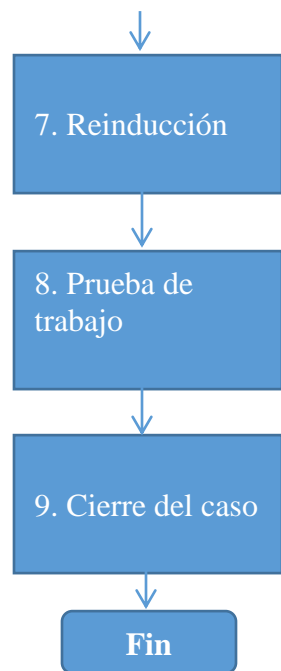 7. Reinducción
8. Prueba de
trabajo
9. Cierre del caso
Fin